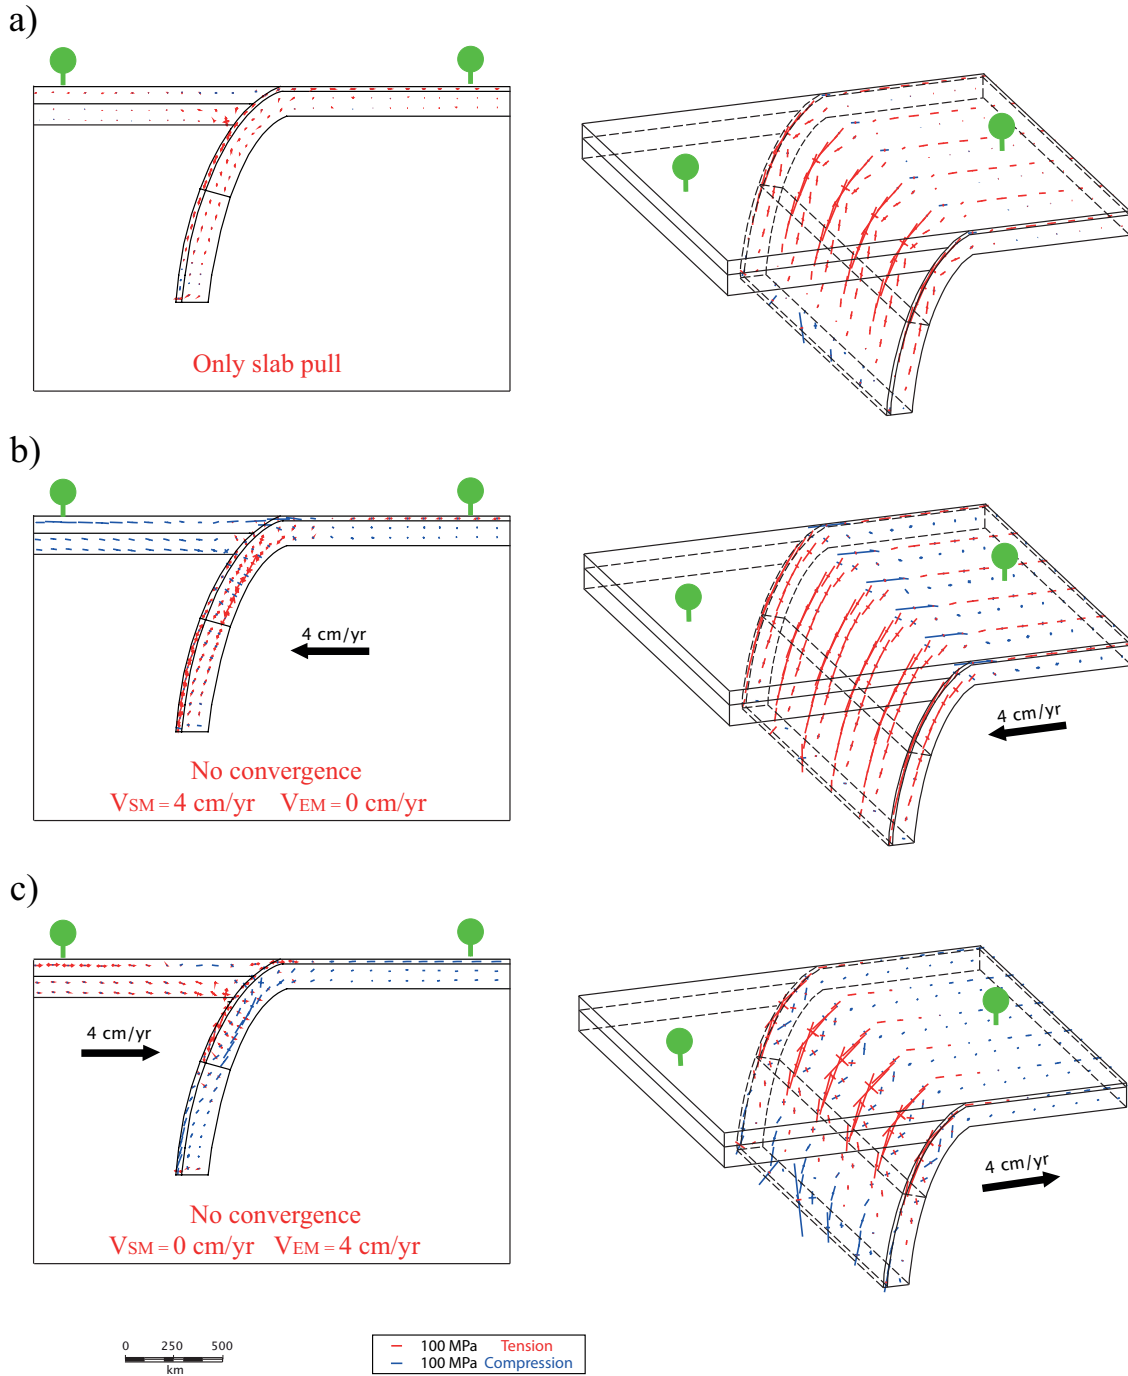 a)
Only slab pull
b)
4 cm/yr
No convergence
VSM = 4 cm/yr VEM = 0 cm/yr
4 cm/yr
c)
4 cm/yr
No convergence
VSM = 0 cm/yr VEM = 4 cm/yr
4 cm/yr
0 250 500
km
100 MPa Tension
100 MPa Compression